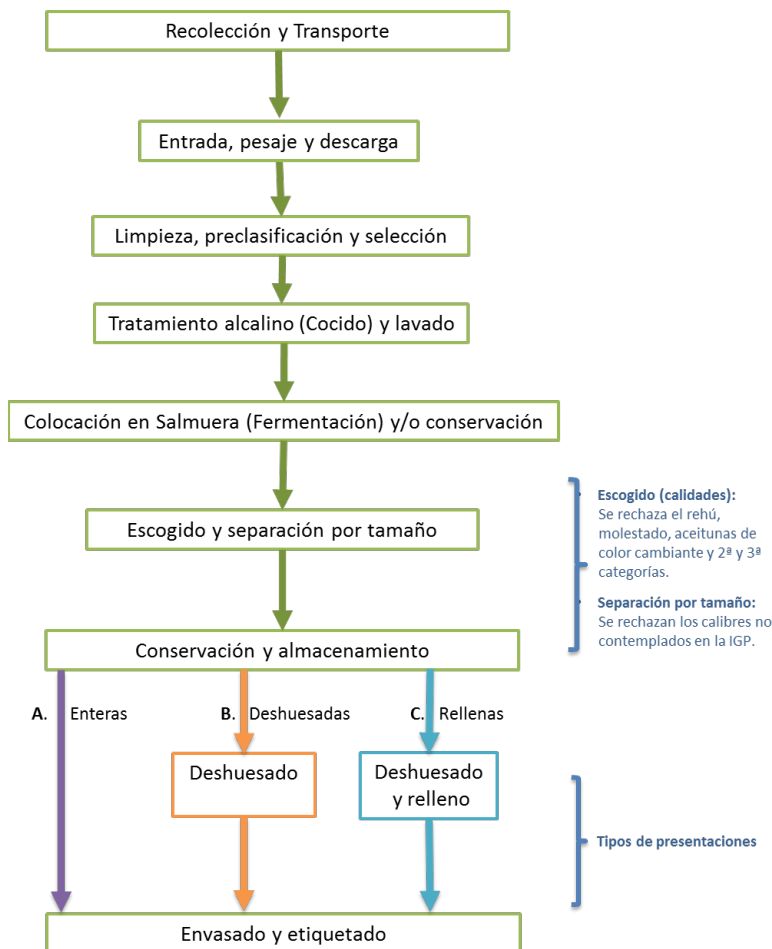 Recolección y Transporte
Entrada, pesaje y descarga
Limpieza, preclasificación y selección
Tratamiento alcalino (Cocido) y lavado
Colocación en Salmuera (Fermentación) y/o conservación
Escogido y separación por tamaño
• Escogido (calidades):
Se rechaza el rehú,
molestado, aceitunas de
color cambiante y 2ª y 3ª
categorías.
• Separación por tamaño:
Se rechazan los calibres no
contemplados en la IGP.
Conservación y almacenamiento
A. Enteras
B. Deshuesadas
C. Rellenas
Deshuesado
Deshuesado
y relleno
Tipos de presentaciones
Envasado y etiquetado